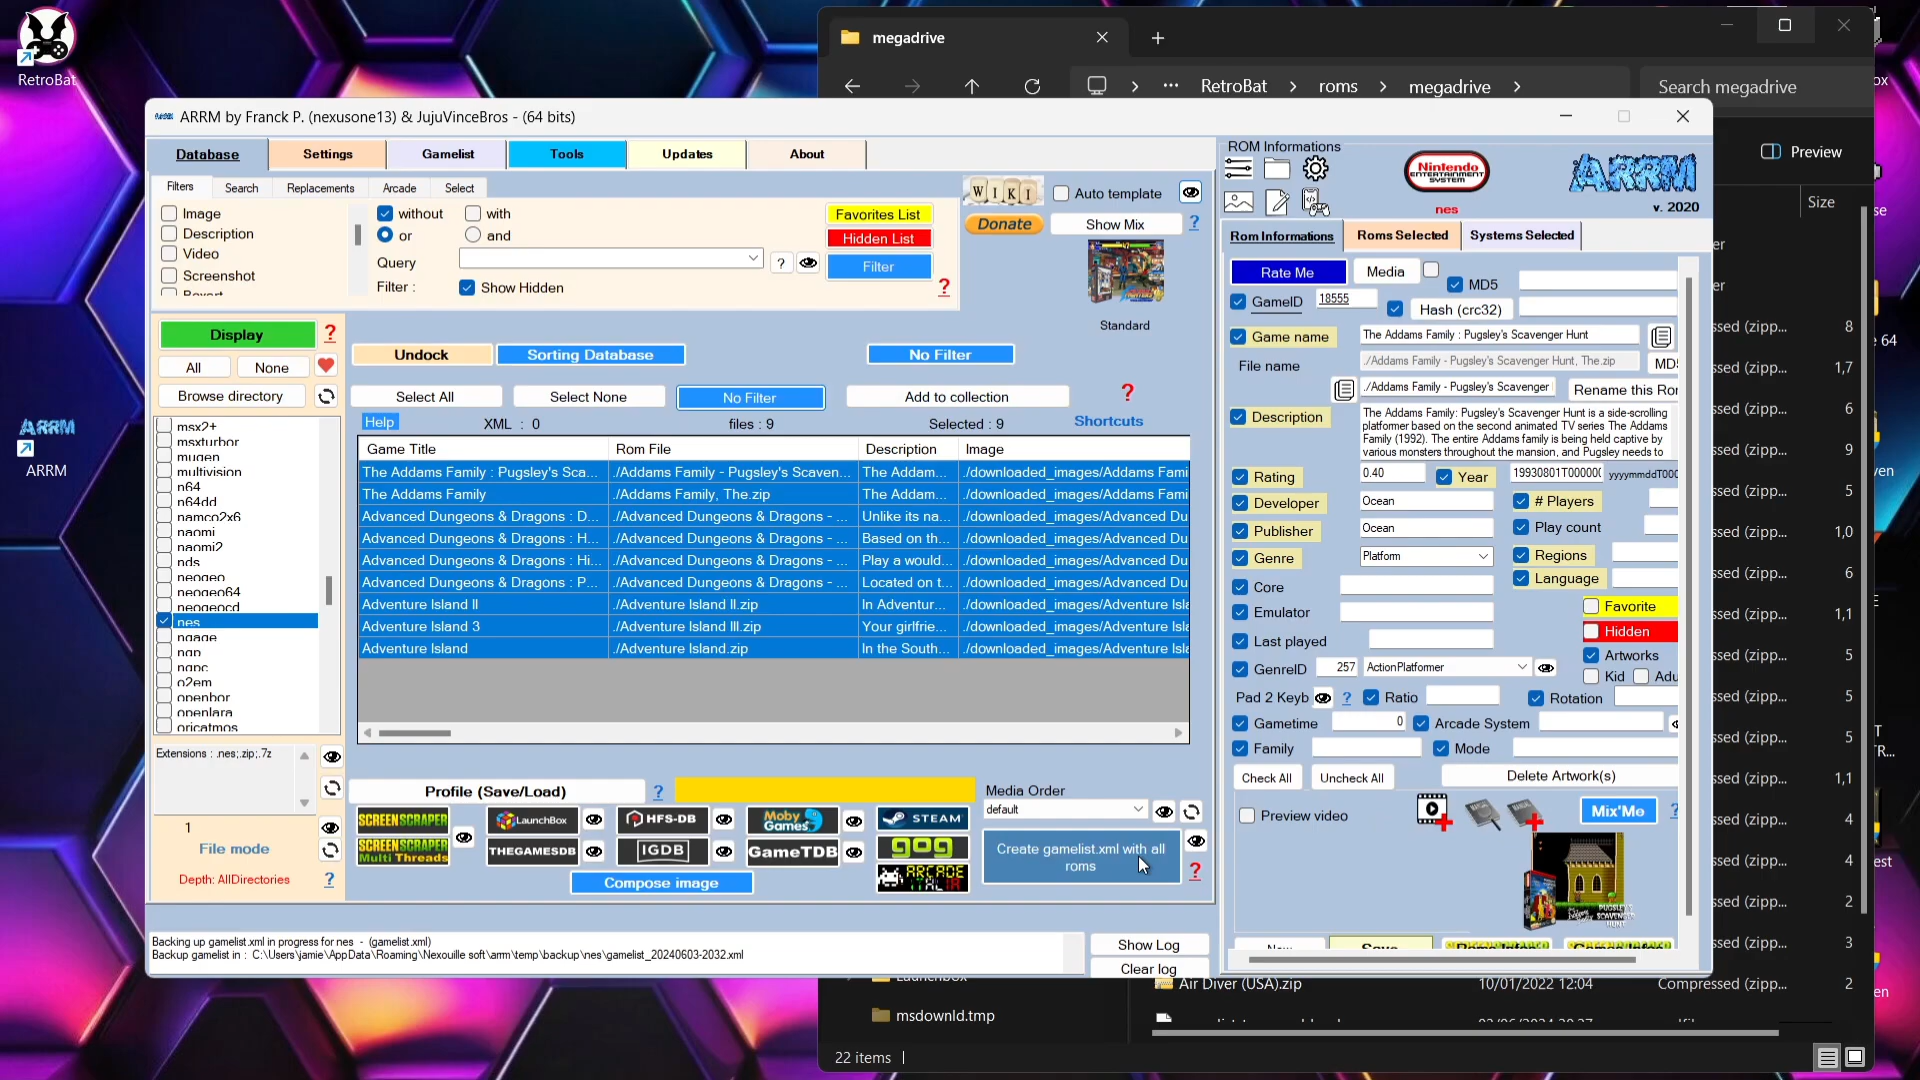 RetroBat
ARRM
megadrive
RetroBat
roms
megadrive
Search megadrive
Preview
Size
ARRM by Franck P. (nexusone13) & JujuVinceBros - (64 bits)
Database
Settings
Gamelist
Tools
Updates
About
Filters
Search
Replacements
Arcade
Select
Image
Description
Video
Screenshot
without
with
or
and
Query
Filter :
Show Hidden
Favorites List
Hidden List
Filter
WIKI
Donate
Auto template
Show Mix
Standard
Display
All
None
Browse directory
Undock
Sorting Database
No Filter
Select All
Select None
No Filter
Add to collection
Help
XML : 0
files : 9
Selected : 9
Shortcuts
msx2+
msxturbor
mugen
multivision
n64
n64dd
namco2x6
naomi
naomi2
nds
neogeo
neogeo64
neogeocd
nes
ngage
ngp
ngpc
o2em
openbor
openlara
oricatmos
Game Title
Rom File
Description
Image
The Addams Family : Pugsley's Sca... ./Addams Family - Pugsley's Scaven... The Addam... ./downloaded_images/Addams Fami
The Addams Family ./Addams Family, The.zip The Addam... ./downloaded_images/Addams Fami
Advanced Dungeons & Dragons : D... ./Advanced Dungeons & Dragons - ... Unlike its na... ./downloaded_images/Advanced Du
Advanced Dungeons & Dragons : H... ./Advanced Dungeons & Dragons - ... Based on th... ./downloaded_images/Advanced Du
Advanced Dungeons & Dragons : Hi... ./Advanced Dungeons & Dragons - ... Play a would... ./downloaded_images/Advanced Du
Advanced Dungeons & Dragons : P... ./Advanced Dungeons & Dragons - ... Located on t... ./downloaded_images/Advanced Du
Adventure Island II ./Adventure Island II.zip In Adventur... ./downloaded_images/Adventure Isla
Adventure Island 3 ./Adventure Island III.zip Your girlfrie... ./downloaded_images/Adventure Isla
Adventure Island ./Adventure Island.zip In the South... ./downloaded_images/Adventure Isla
Extensions : .nes;.zip;.7z
1
File mode
Depth: AllDirectories
Profile (Save/Load)
Media Order
default
SCREENSCRAPER
SCREENSCRAPER
Multi Threads
LaunchBox
THEGAMESDB
HFS-DB
IGDB
Moby Games
GameTDB
STEAM
gog
ARCADE ITALIA
Compose image
Create gamelist.xml with all roms
Backing up gamelist.xml in progress for nes - (gamelist.xml)
Backup gamelist in : C:\Users\jamie\AppData\Roaming\Nexouille soft\arrm\temp\backup\nes\gamelist_20240603-2032.xml
Show Log
Clear log
ROM Informations
Nintendo
ENTERTAINMENT SYSTEM
nes
ARRM
v. 2020
Rom Informations
Roms Selected
Systems Selected
Rate Me
Media
MD5
GameID
18555
Hash (crc32)
Game name
The Addams Family : Pugsley's Scavenger Hunt
File name
./Addams Family - Pugsley's Scavenger Hunt, The.zip
./Addams Family - Pugsley's Scavenger
Rename this Ro
Description
The Addams Family: Pugsley's Scavenger Hunt is a side-scrolling
platfomer based on the second animated TV series The Addams
Family (1992). The entire Addams family is being held captive by
various monsters throughout the mansion, and Pugsley needs to
Rating
0.40
Year
19930801T00000
yyyymmddT000
Developer
Ocean
# Players
Publisher
Ocean
Play count
Genre
Platform
Regions
Language
Core
Emulator
Favorite
Hidden
Last played
Artworks
GenreID
257
ActionPlatformer
Kid
Adu
Pad 2 Keyb
Ratio
Rotation
Gametime
0
Arcade System
Family
Mode
Check All
Uncheck All
Delete Artwork(s)
Preview video
Mix'Me
PUGSLEY'S SCAVENGER HUNT
New
Save
Air Diver (USA).zip
10/01/2022 12:04
Compressed (zipp...
2
msdownld.tmp
22 items